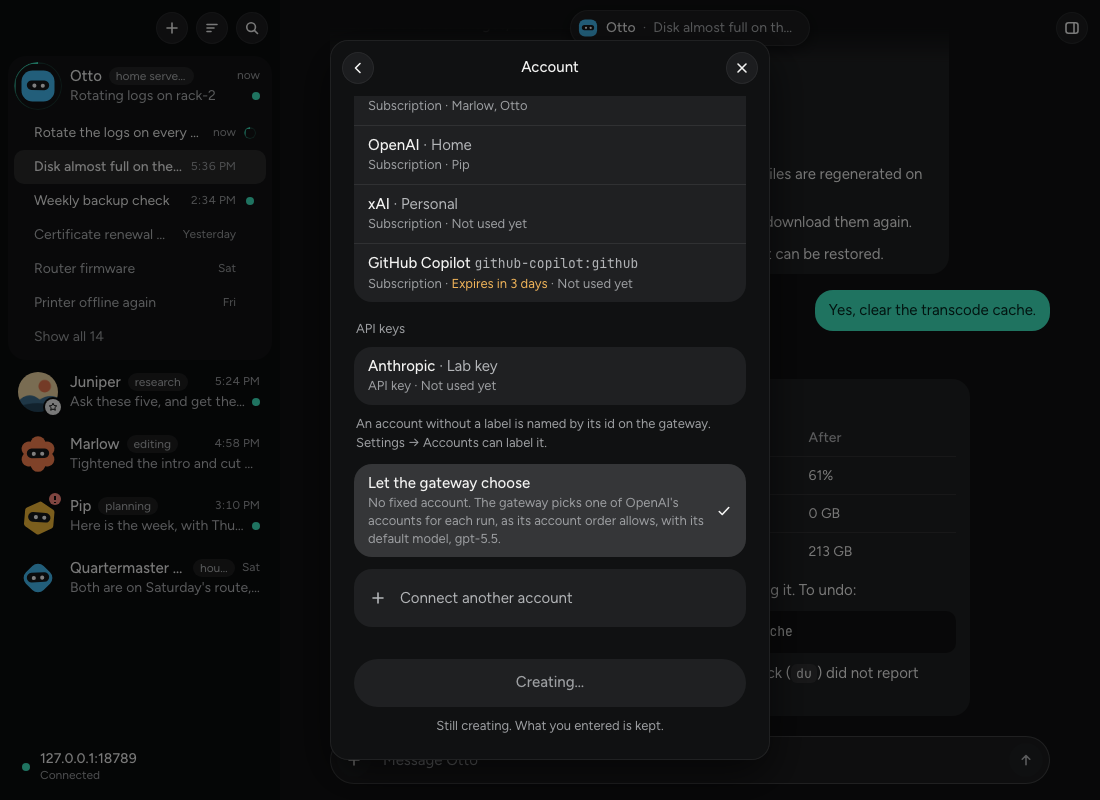 Otto · Disk almost full on th...
Otto home serve... now
Rotating logs on rack-2
Rotate the logs on every ... now
Disk almost full on the... 5:36 PM
Weekly backup check 2:34 PM
Certificate renewal ... Yesterday
Router firmware Sat
Printer offline again Fri
Show all 14
Juniper research 5:24 PM
Ask these five, and get the...
Marlow editing 4:58 PM
Tightened the intro and cut ...
Pip planning 3:10 PM
Here is the week, with Thu...
Quartermaster ... hou... Sat
Both are on Saturday's route,...
127.0.0.1:18789
Connected
Account
Subscription · Marlow, Otto
OpenAI · Home
Subscription · Pip
xAI · Personal
Subscription · Not used yet
GitHub Copilot github-copilot:github
Subscription · Expires in 3 days · Not used yet
API keys
Anthropic · Lab key
API key · Not used yet
An account without a label is named by its id on the gateway.
Settings → Accounts can label it.
Let the gateway choose
No fixed account. The gateway picks one of OpenAI's
accounts for each run, as its account order allows, with its
default model, gpt-5.5.
Connect another account
Creating...
Still creating. What you entered is kept.
are regenerated on
download them again.
can be restored.
Yes, clear the transcode cache.
After
61%
0 GB
213 GB
it. To undo:
(du) did not report
Message Otto